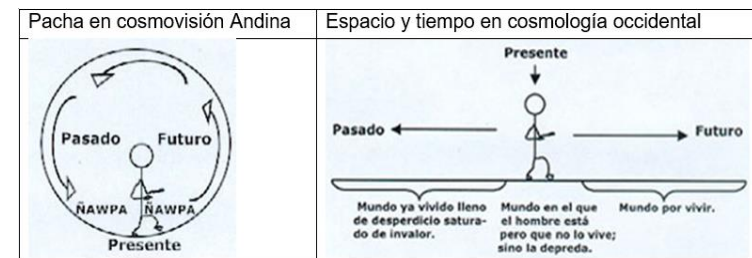 Pacha en cosmovisión Andina
Espacio y tiempo en cosmología occidental
Pasado
Futuro
ÑAWPA
ÑAWPA
Presente
Presente
Pasado
Futuro
Mundo ya vivido lleno
de desperdicio satura-
do de invalor.
Mundo en el que
el hombre está
pero que no lo vive;
sino la depreda.
Mundo por vivir.